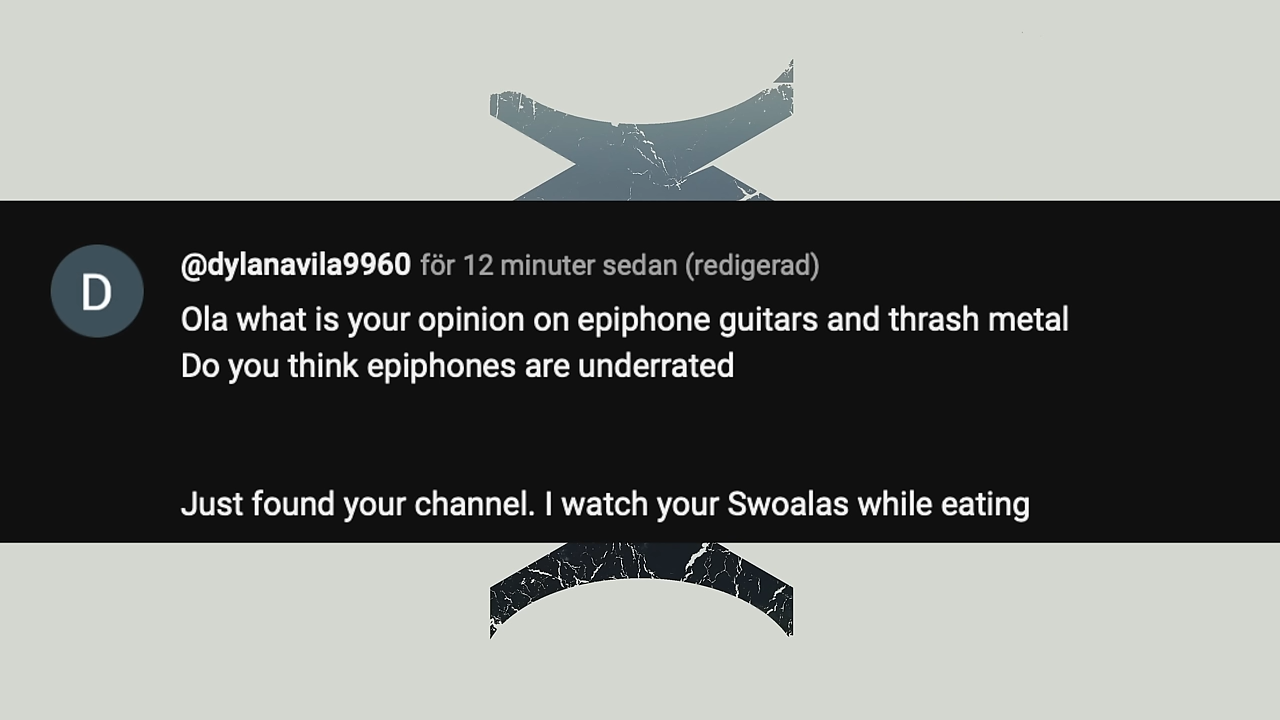 D
@dylanavila9960 för 12 minuter sedan (redigerad)
Ola what is your opinion on epiphone guitars and thrash metal
Do you think epiphones are underrated
Just found your channel. I watch your Swoalas while eating